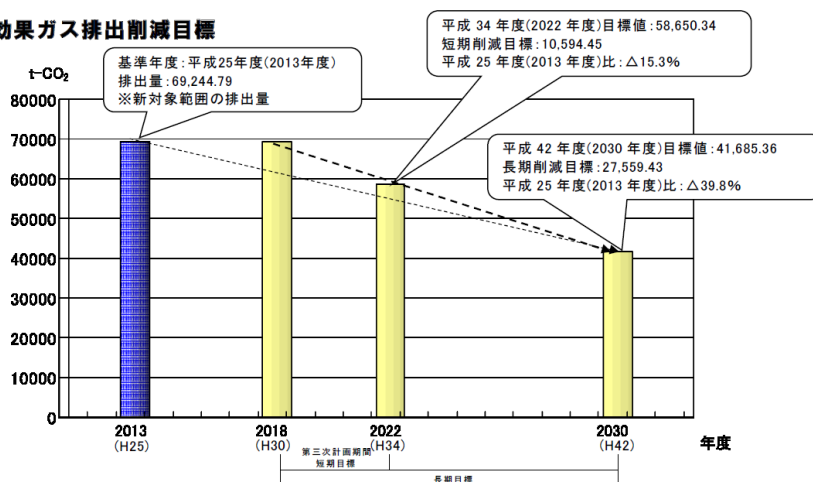 効果ガス排出削減目標
平成 34 年度(2022 年度)目標値:58,650.34
短期削減目標:10,594.45
平成 25 年度(2013 年度)比:△15.3%
基準年度:平成25年度(2013年度)
排出量:69,244.79
※新対象範囲の排出量
平成 42 年度(2030 年度)目標値:41,685.36
長期削減目標:27,559.43
平成 25 年度(2013 年度)比:△39.8%
t-CO₂
80000
70000
60000
50000
40000
30000
20000
10000
0
2013 2018 2022 2030
(H25) (H30) (H34) (H42)
年度
第三次計画期間
短期目標
長期目標